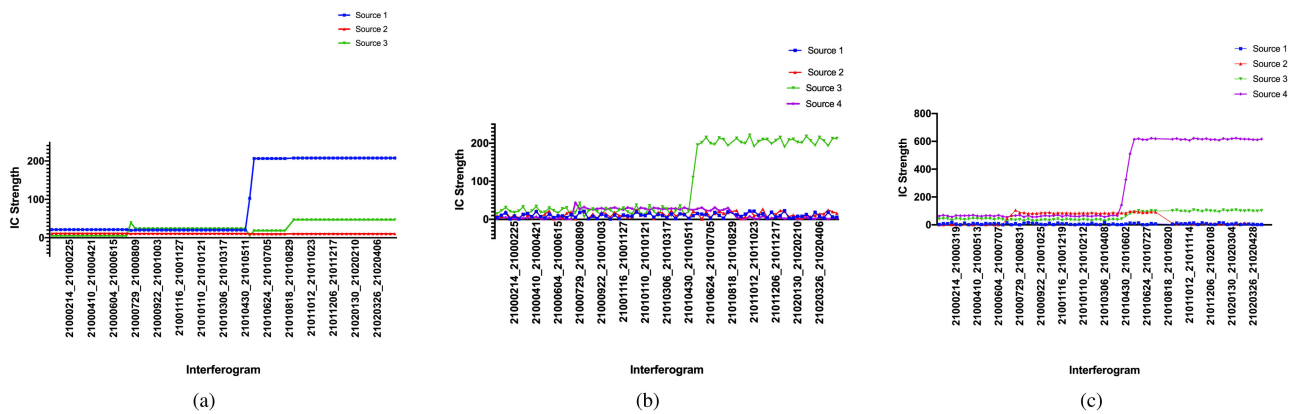 Source 1
Source 2
Source 3
IC Strength
200
100
0
21000214_21000225
21000410_21000421
21000604_21000615
21000729_21000809
21000922_21001003
21001116_21001127
21010110_21010121
21010306_21010317
21010430_21010511
21010624_21010705
21010818_21010829
21011012_21011023
21011206_21011217
21020130_21020210
21020326_21020406
Interferogram
(a)
Source 1
Source 2
Source 3
Source 4
IC Strength
200
100
0
21000214_21000225
21000410_21000421
21000604_21000615
21000729_21000809
21000922_21001003
21001116_21001127
21010110_21010121
21010306_21010317
21010430_21010511
21010624_21010705
21010818_21010829
21011012_21011023
21011206_21011217
21020130_21020210
21020326_21020406
Interferogram
(b)
Source 1
Source 2
Source 3
Source 4
IC Strength
800
600
400
200
0
21000214_21000319
21000410_21000513
21000604_21000707
21000729_21000831
21000922_21001025
21001116_21001219
21010110_21010212
21010306_21010408
21010430_21010602
21010624_21010727
21010818_21010920
21011012_21011114
21011206_21020108
21020130_21020304
21020326_21020428
Interferogram
(c)